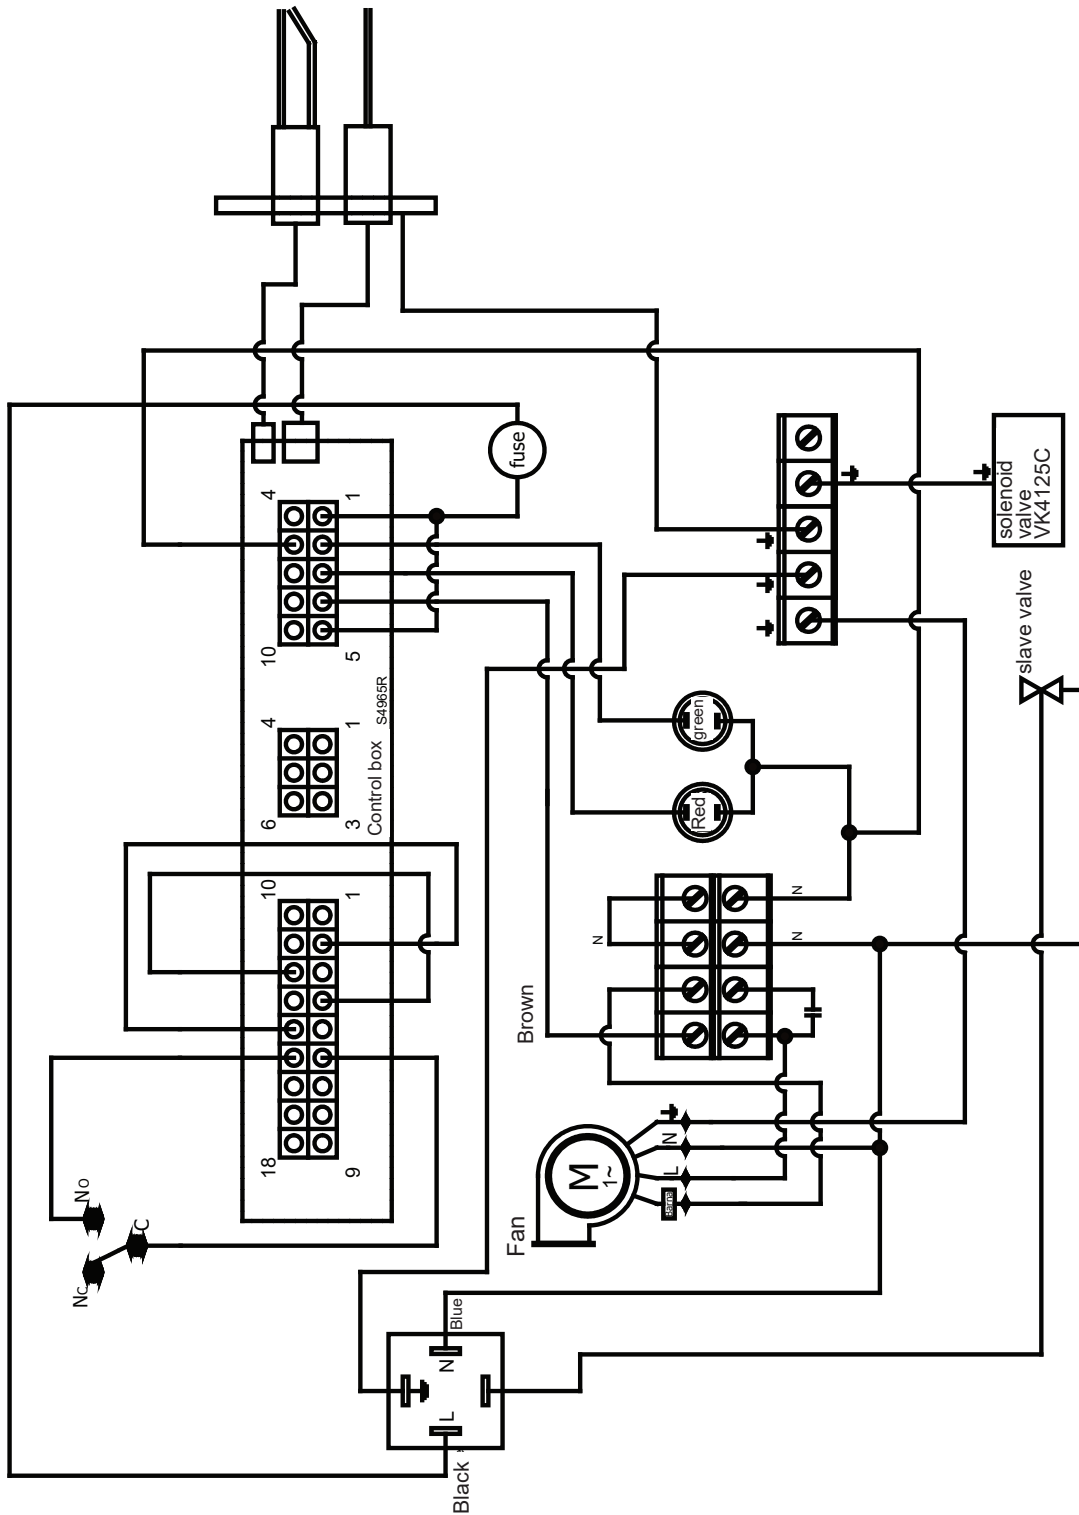 fuse
4
1
10
5
S4965R
4
1
6
3
Control box
10
1
18
9
solenoid
valve
VK4125C
slave valve
green
Red
N
N
N
Brown
No
C
Nc
M
1~
Fan
N
L
Blue
N
L
Black